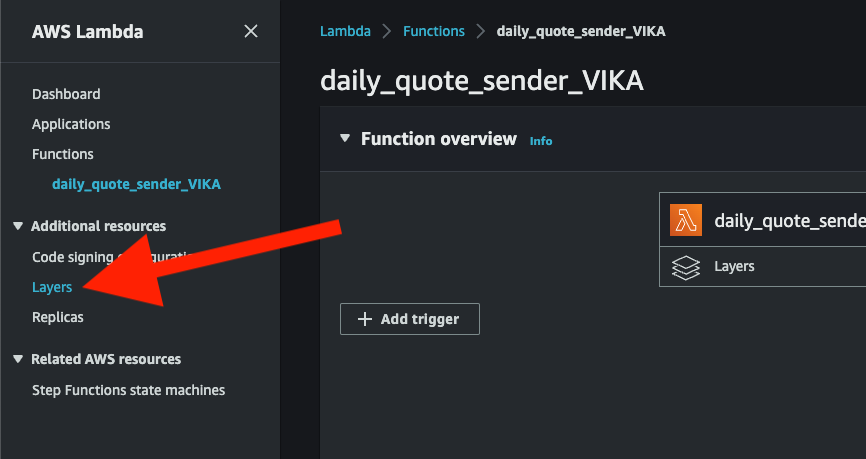 AWS Lambda
Dashboard
Applications
Functions
daily_quote_sender_VIKA
Additional resources
Code signing
Layers
Replicas
Related AWS resources
Step Functions state machines
Lambda > Functions > daily_quote_sender_VIKA
daily_quote_sender_VIKA
Function overview Info
daily_quote_sende
Layers
+ Add trigger